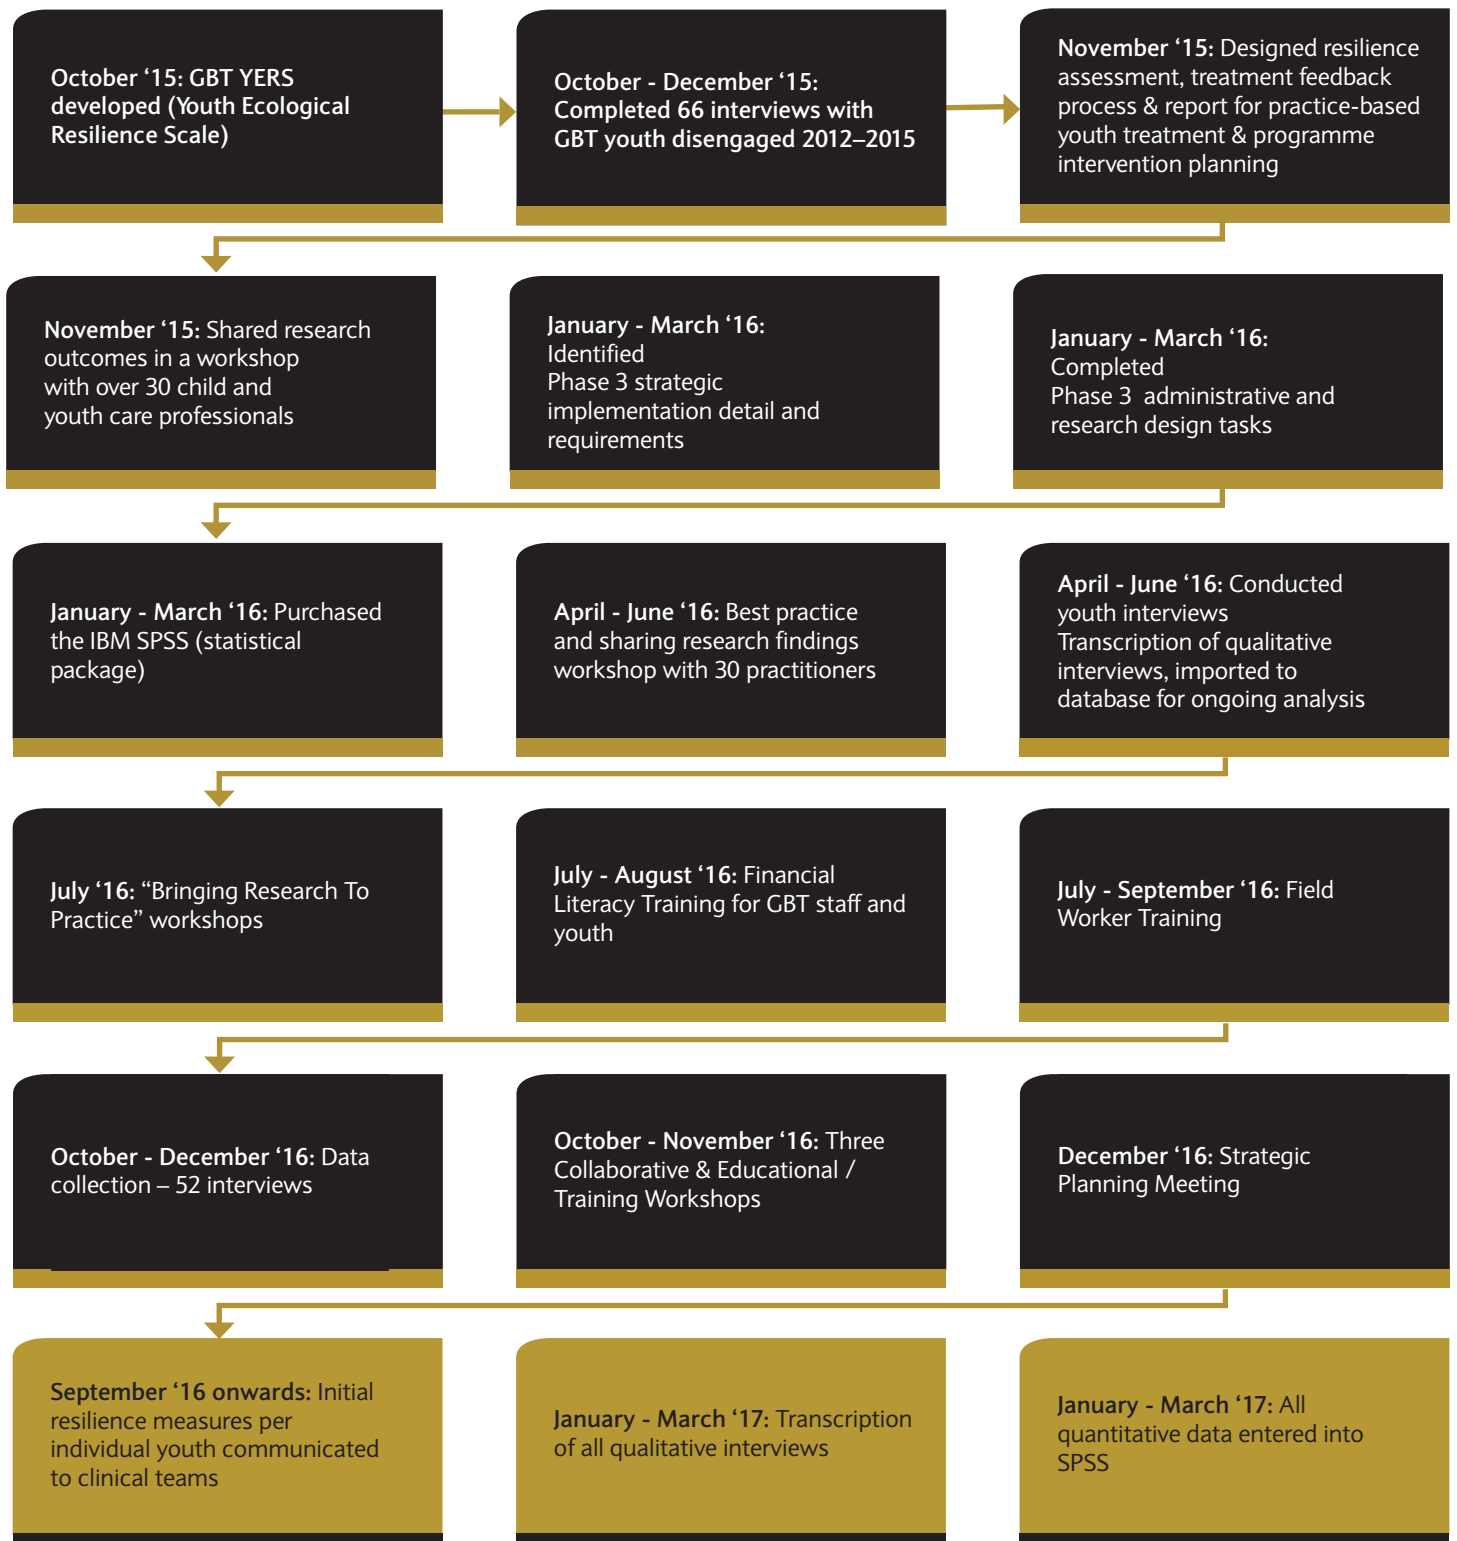 October ‘15: GBT YERS
developed (Youth Ecological
Resilience Scale)
October - December ‘15:
Completed 66 interviews with
GBT youth disengaged 2012–2015
November ‘15: Designed resilience
assessment, treatment feedback
process & report for practice-based
youth treatment & programme
intervention planning
November ‘15: Shared research
outcomes in a workshop
with over 30 child and
youth care professionals
January - March ‘16:
Identified
Phase 3 strategic
implementation detail and
requirements
January - March ‘16:
Completed
Phase 3 administrative and
research design tasks
January - March ‘16: Purchased
the IBM SPSS (statistical
package)
April - June ‘16: Best practice
and sharing research findings
workshop with 30 practitioners
April - June ‘16: Conducted
youth interviews
Transcription of qualitative
interviews, imported to
database for ongoing analysis
July ‘16: “Bringing Research To
Practice” workshops
July - August ‘16: Financial
Literacy Training for GBT staff and
youth
July - September ‘16: Field
Worker Training
October - December ‘16: Data
collection – 52 interviews
October - November ‘16: Three
Collaborative & Educational /
Training Workshops
December ‘16: Strategic
Planning Meeting
September ‘16 onwards: Initial
resilience measures per
individual youth communicated
to clinical teams
January - March ‘17: Transcription
of all qualitative interviews
January - March ‘17: All
quantitative data entered into
SPSS